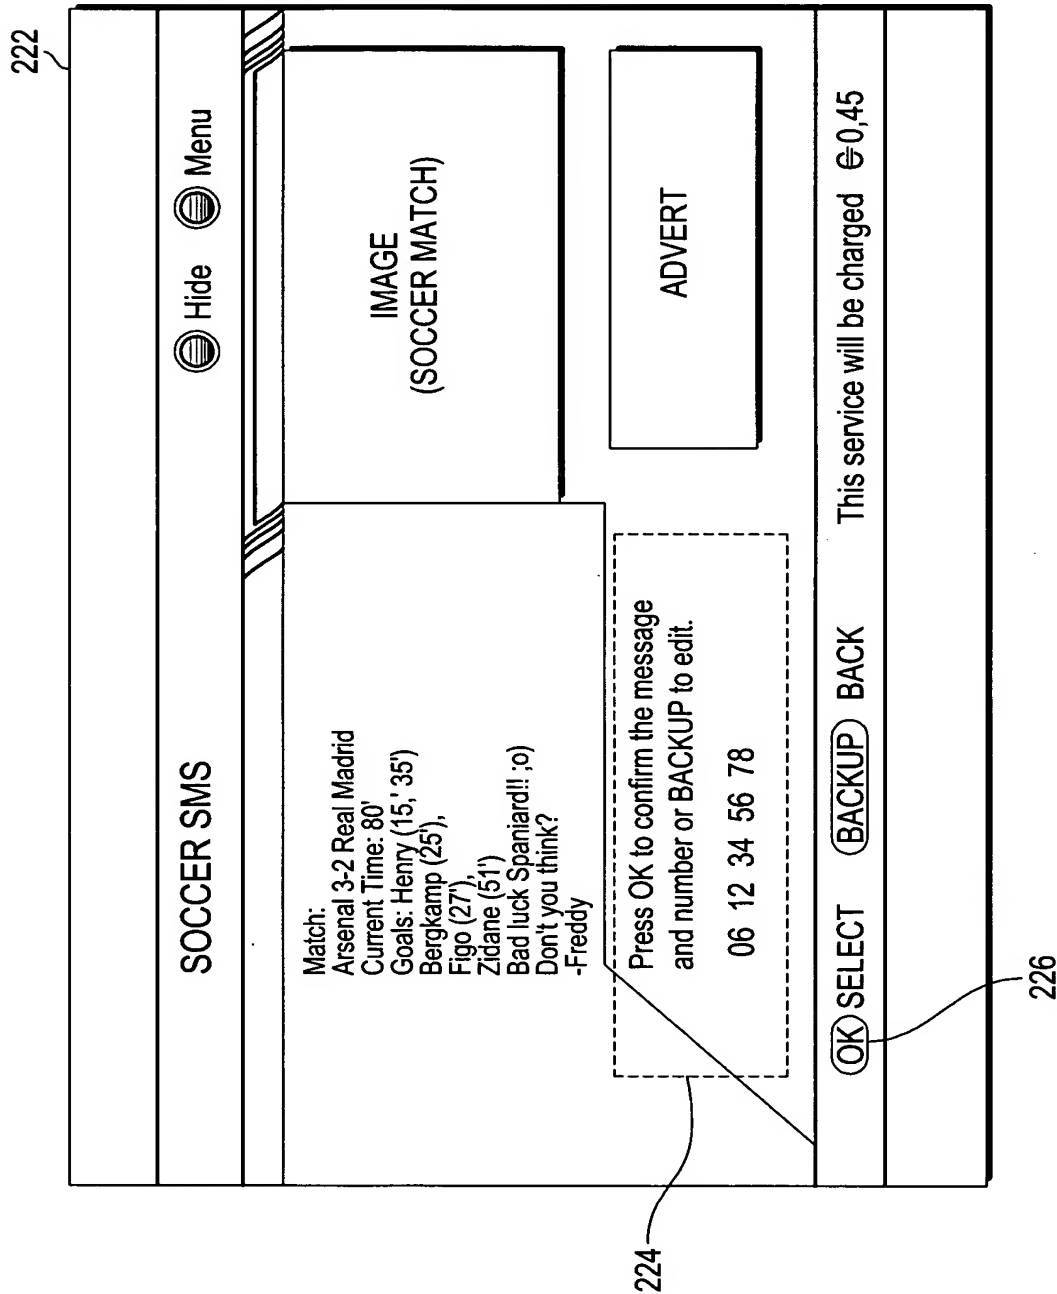 222
SOCCER SMS
Hide Menu
Match:
Arsenal 3-2 Real Madrid
Current Time: 80'
Goals: Henry (15,' 35')
Bergkamp (25'),
Figo (27'),
Zidane (51')
Bad luck Spaniard!! ;o)
Don't you think?
-Freddy
IMAGE
(SOCCER MATCH)
Press OK to confirm the message
and number or BACKUP to edit.
06 12 34 56 78
ADVERT
OK SELECT BACKUP BACK This service will be charged €0,45
224
226